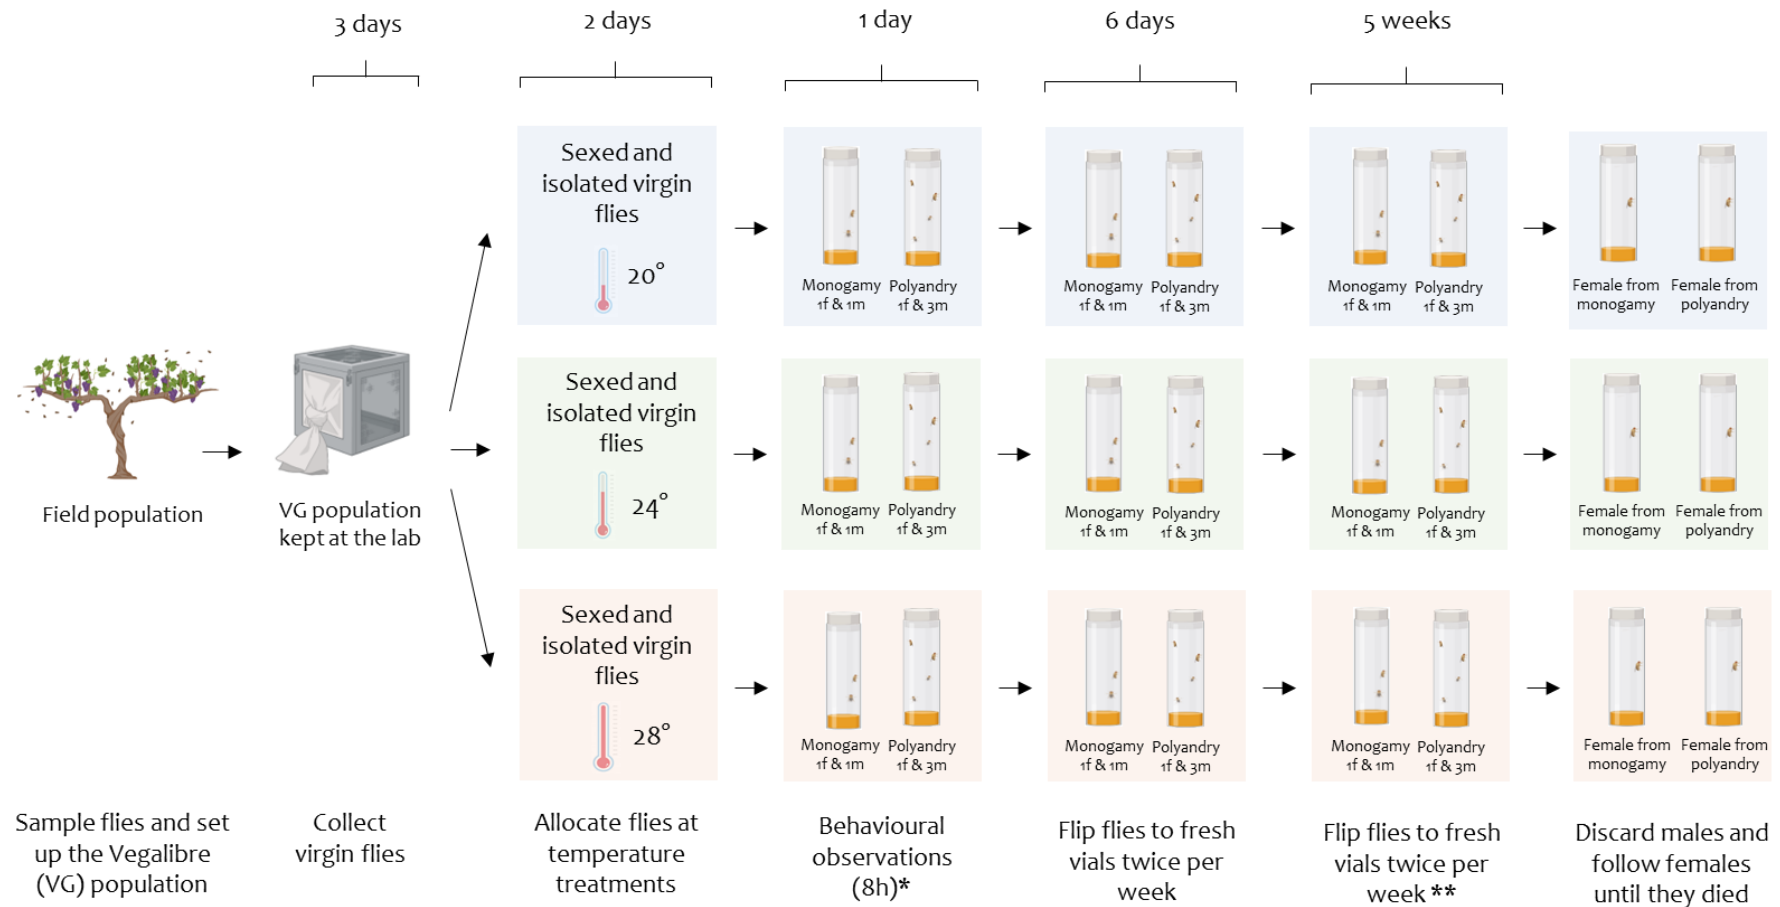 3 days
2 days
1 day
6 days
5 weeks
Sexed and
isolated virgin
flies
20°
Monogamy
1f & 1m
Polyandry
1f & 3m
Monogamy
1f & 1m
Polyandry
1f & 3m
Monogamy
1f & 1m
Polyandry
1f & 3m
Female from
monogamy
Female from
polyandry
Field population
VG population
kept at the lab
Sexed and
isolated virgin
flies
24°
Monogamy
1f & 1m
Polyandry
1f & 3m
Monogamy
1f & 1m
Polyandry
1f & 3m
Monogamy
1f & 1m
Polyandry
1f & 3m
Female from
monogamy
Female from
polyandry
Sexed and
isolated virgin
flies
28°
Monogamy
1f & 1m
Polyandry
1f & 3m
Monogamy
1f & 1m
Polyandry
1f & 3m
Monogamy
1f & 1m
Polyandry
1f & 3m
Female from
monogamy
Female from
polyandry
Sample flies and set
up the Vegalibre
(VG) population
Collect
virgin flies
Allocate flies at
temperature
treatments
Behavioural
observations
(8h)*
Flip flies to fresh
vials twice per
week
Flip flies to fresh
vials twice per
week **
Discard males and
follow females
until they died